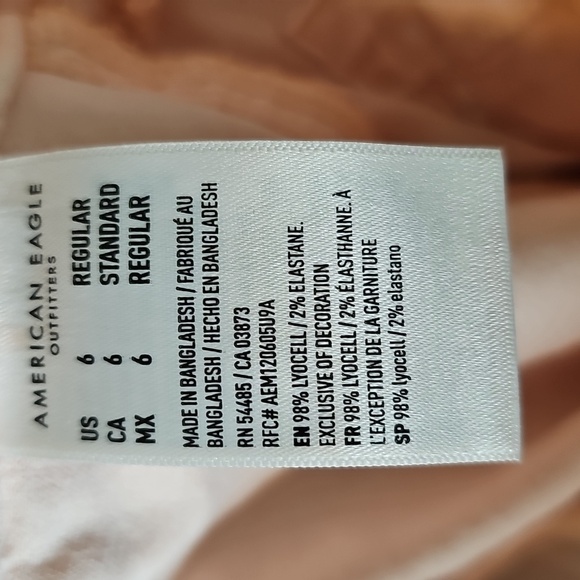 AMERICAN EAGLE
OUTFITTERS
US 6 REGULAR
CA 6 STANDARD
MX 6 REGULAR
MADE IN BANGLADESH / FABRIQUÉ AU
BANGLADESH / HECHO EN BANGLADESH
RN 54485 / CA 03873
RFC# AEM120605U9A
EN 98% LYOCELL / 2% ELASTANE.
EXCLUSIVE OF DECORATION
FR 98% LYOCELL / 2% ÉLASTHANNE. À
L'EXCEPTION DE LA GARNITURE
SP 98% lyocell / 2% elastano